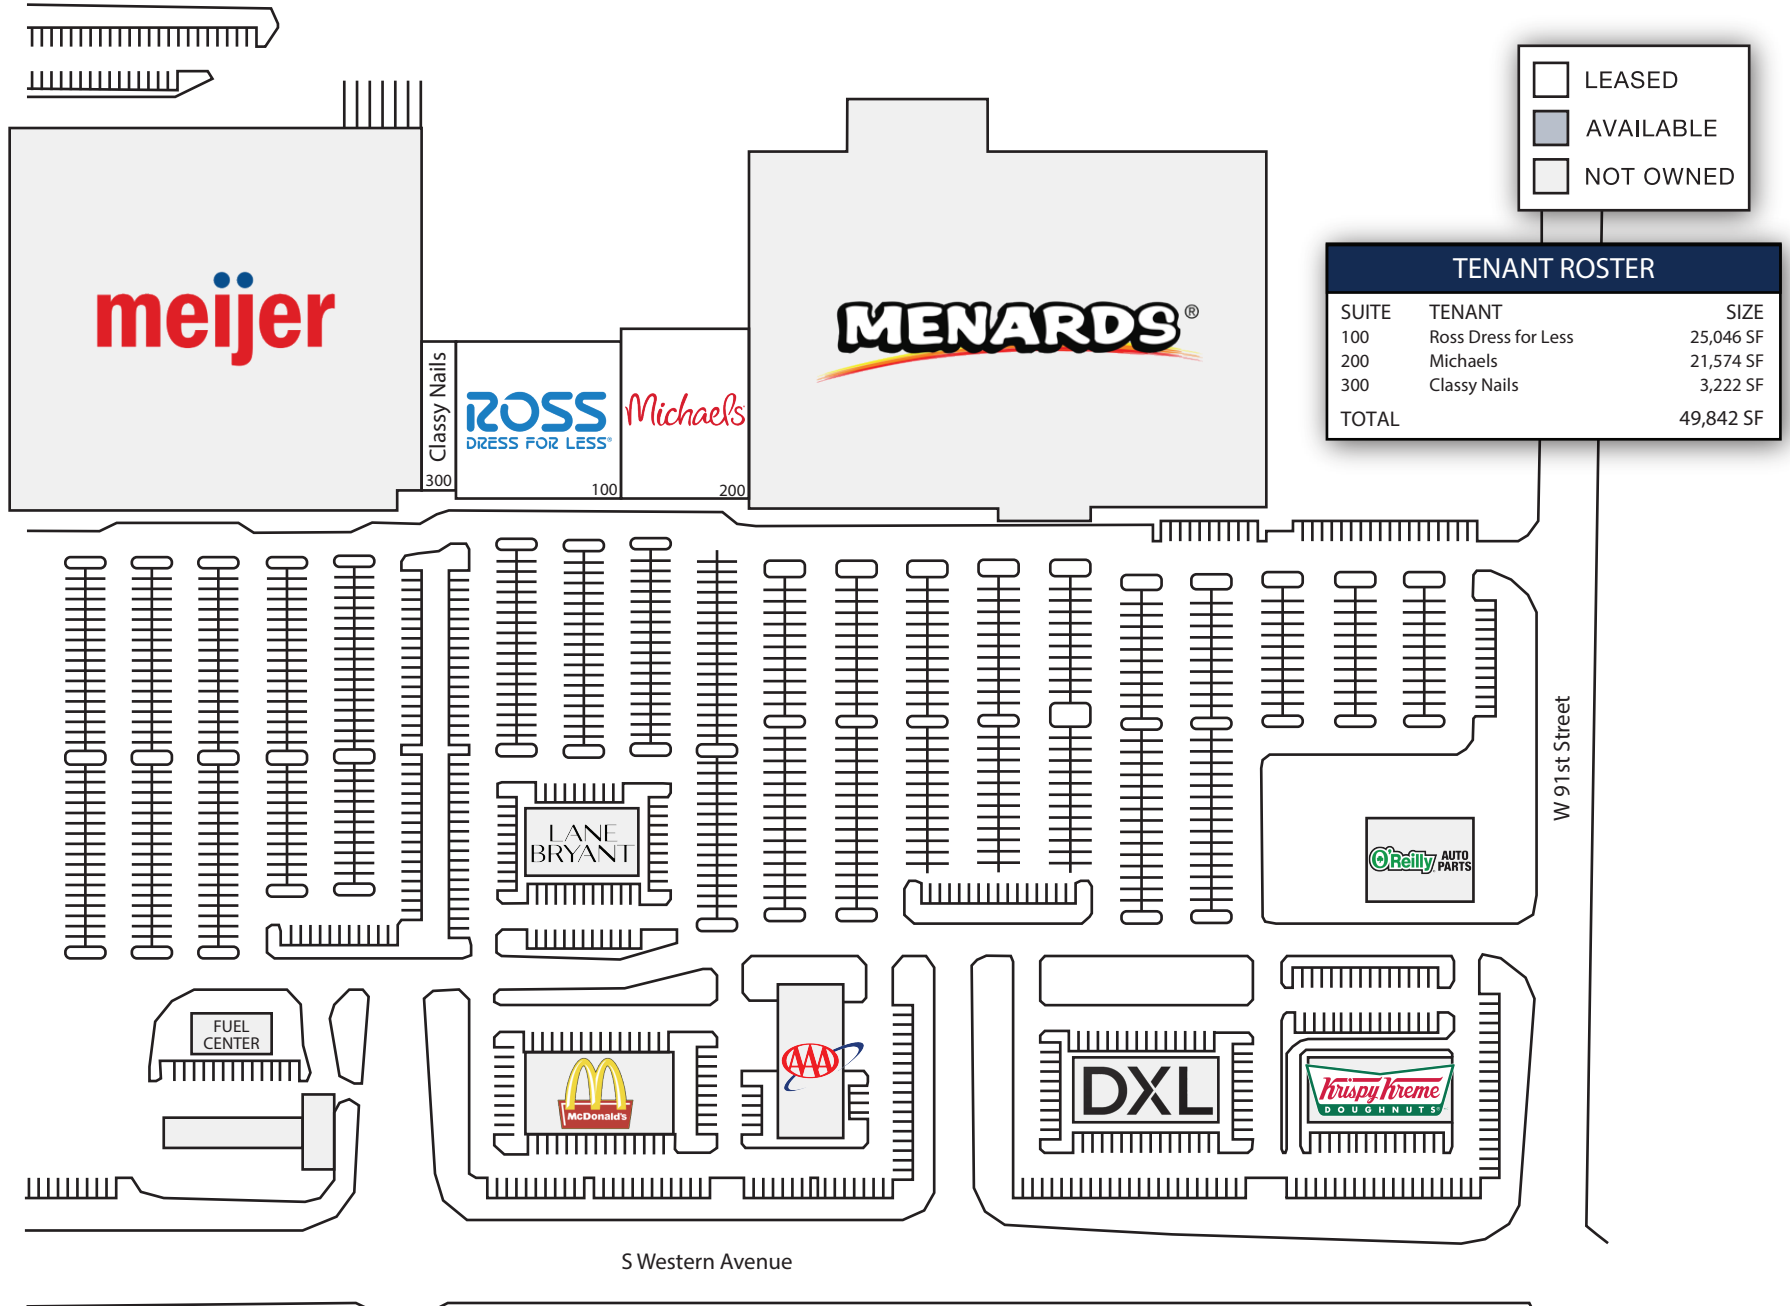 LEASED
AVAILABLE
NOT OWNED
TENANT ROSTER
SUITE TENANT SIZE
100 Ross Dress for Less 25,046 SF
200 Michaels 21,574 SF
300 Classy Nails 3,222 SF
TOTAL 49,842 SF
meijer
Classy Nails
300
ROSS
DRESS FOR LESS®
100
Michaels
200
MENARDS®
W 91st Street
LANE
BRYANT
O'Reilly AUTO
PARTS
FUEL
CENTER
McDonald's
AAA
DXL
Krispy Kreme
DOUGHNUTS®
S Western Avenue